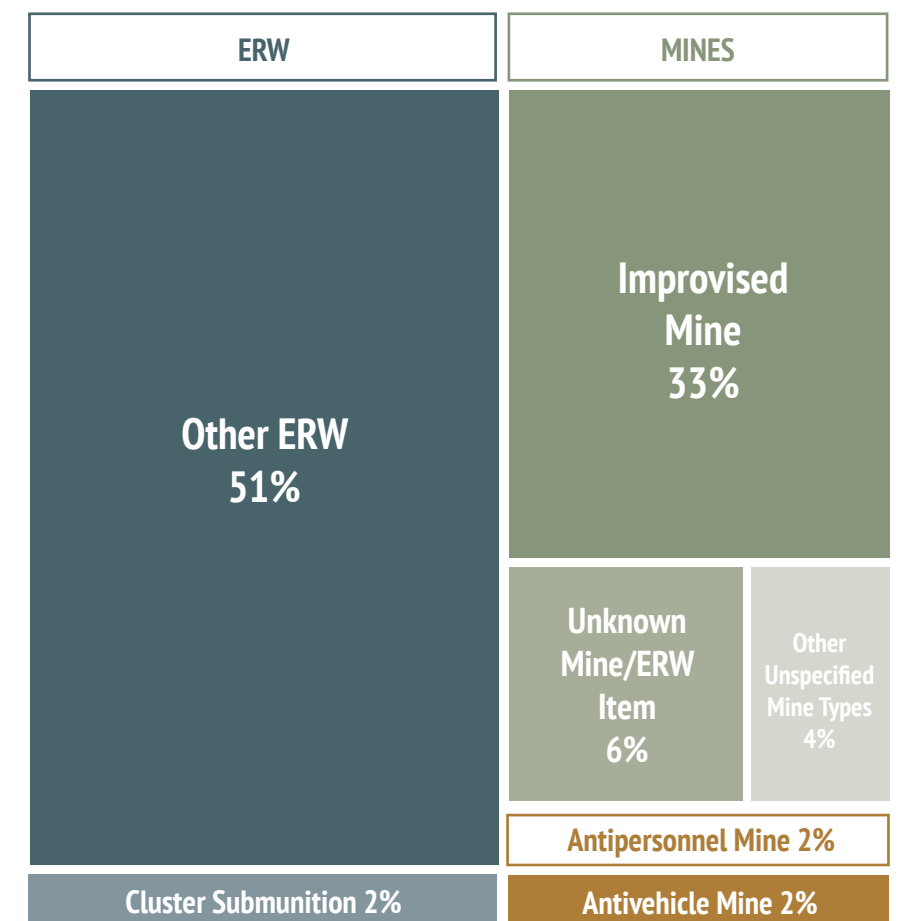 ERW
Other ERW
51%
Cluster Submunition 2%
MINES
Improvised
Mine
33%
Unknown
Mine/ERW
Item
6%
Other
Unspecified
Mine Types
4%
Antipersonnel Mine 2%
Antivehicle Mine 2%